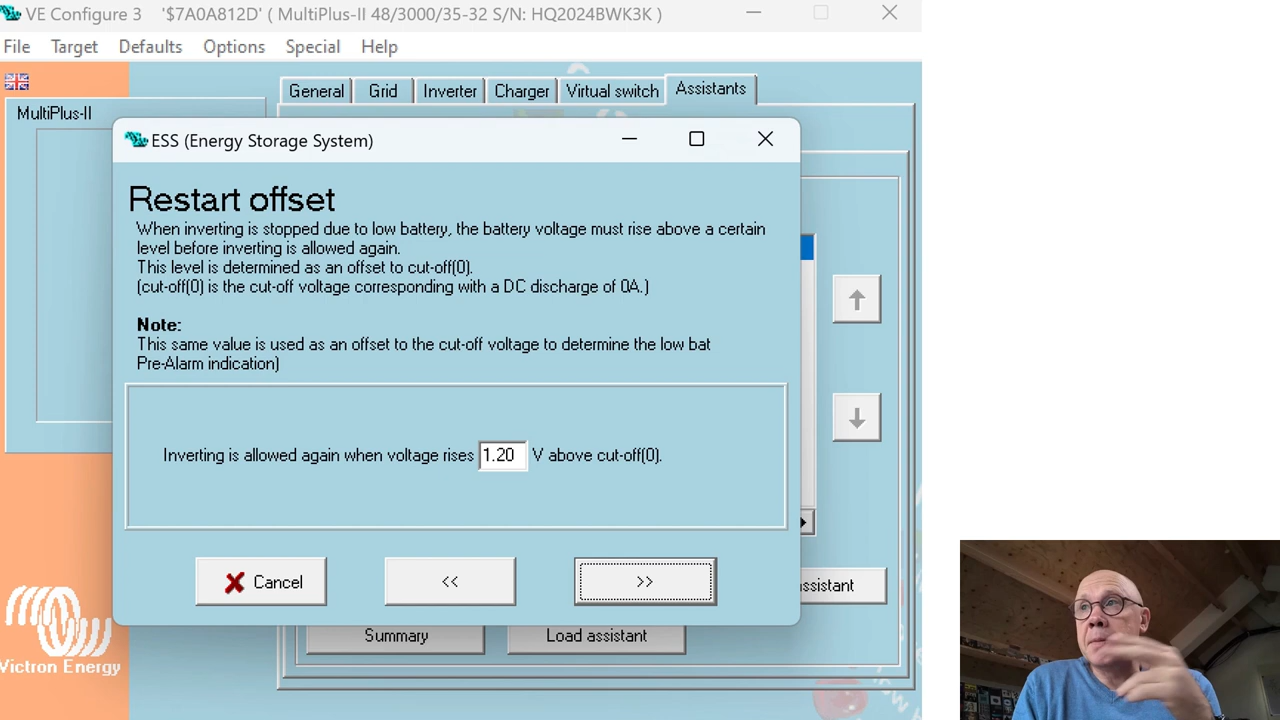 VE Configure 3 '$7A0A812D' ( MultiPlus-II 48/3000/35-32 S/N: HQ2024BWK3K )
File Target Defaults Options Special Help
General Grid Inverter Charger Virtual switch Assistants
MultiPlus-II
ESS (Energy Storage System)
Restart offset
When inverting is stopped due to low battery, the battery voltage must rise above a certain
level before inverting is allowed again.
This level is determined as an offset to cut-off(0).
(cut-off(0) is the cut-off voltage corresponding with a DC discharge of 0A.)
Note:
This same value is used as an offset to the cut-off voltage to determine the low bat
Pre-Alarm indication)
Inverting is allowed again when voltage rises 1.20 V above cut-off(0).
Cancel << >>
ssistant
Summary Load assistant
Victron Energy